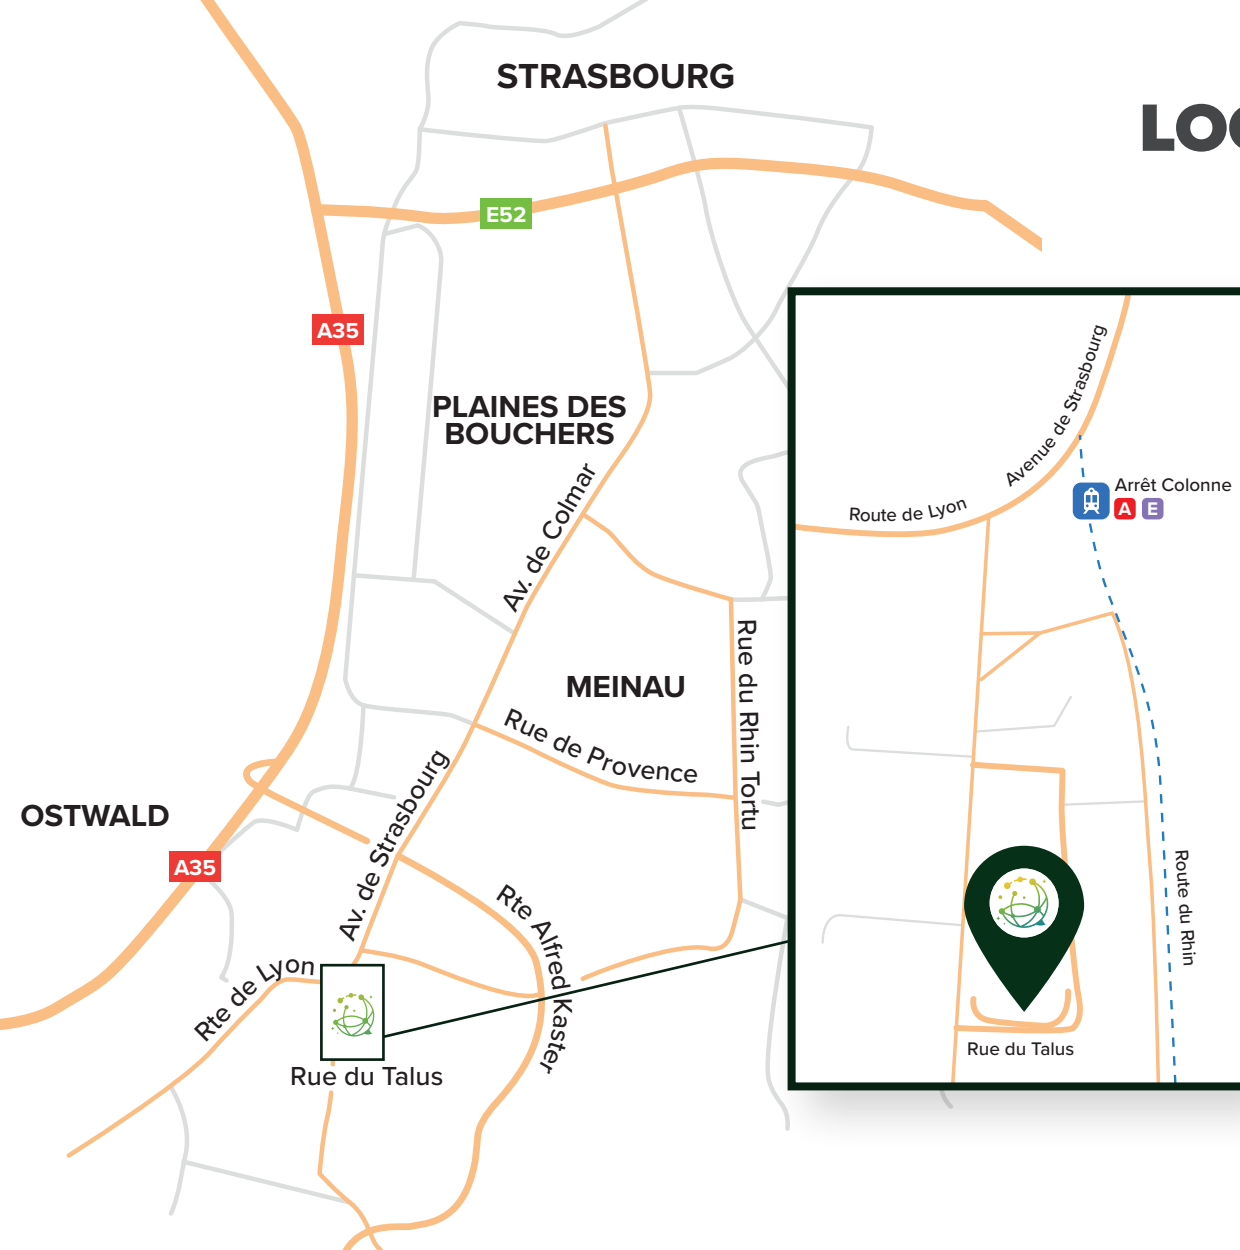 STRASBOURG
LOC
E52
A35
PLAINES DES
BOUCHERS
Av. de Colmar
Avenue de Strasbourg
Arrêt Colonne
A E
Route de Lyon
Rue du Rhin Tortu
MEINAU
Rue de Provence
Av. de Strasbourg
OSTWALD
A35
Rte Alfred Kaster
Route du Rhin
Rte de Lyon
Rue du Talus
Rue du Talus